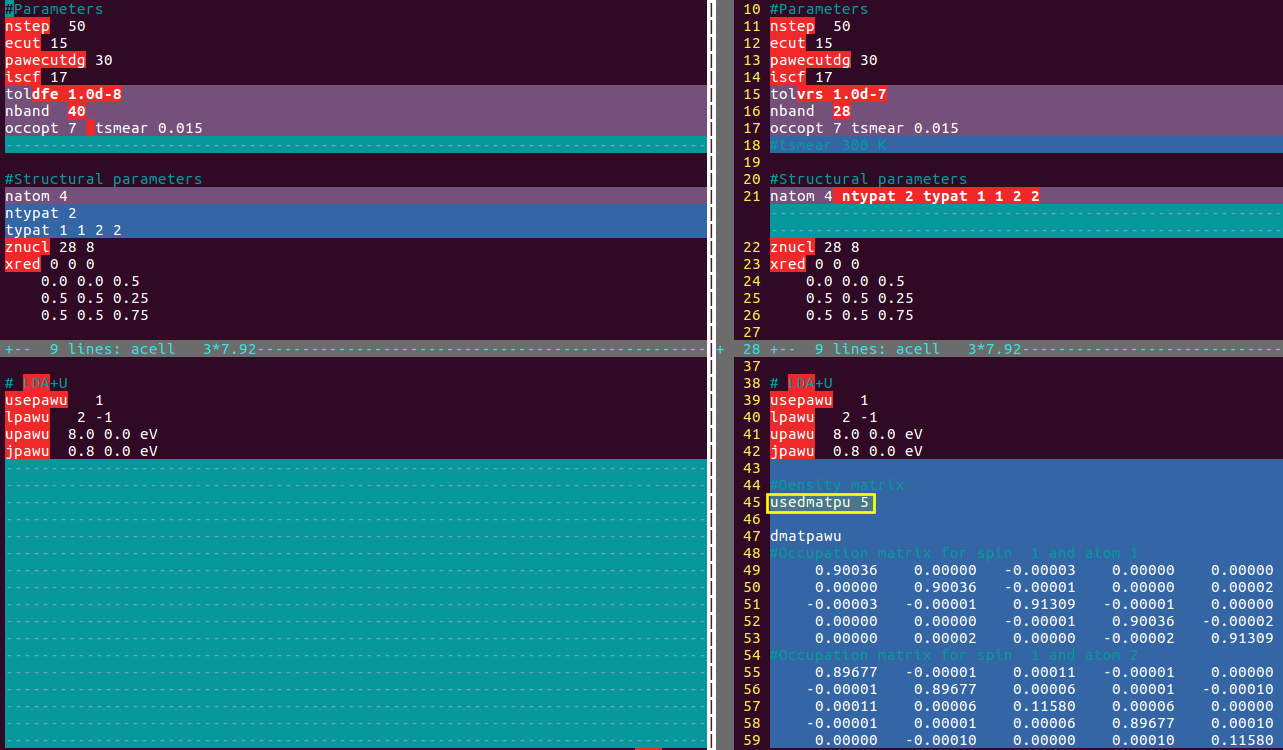 #Parameters
nstep  50
ecut 15
pawecutdg 30
iscf 17
toldfe 1.0d-8
nband  40
occopt 7  tsmear 0.015
#Structural parameters
natom 4
ntypat 2
typat 1 1 2 2
znucl 28 8
xred 0 0 0
0.0 0.0 0.5
0.5 0.5 0.25
0.5 0.5 0.75
+--  9 lines: acell   3*7.92
# LDA+U
usepawu   1
lpawu   2 -1
upawu  8.0 0.0 eV
jpawu  0.8 0.0 eV
10 #Parameters
11 nstep  50
12 ecut 15
13 pawecutdg 30
14 iscf 17
15 tolvrs 1.0d-7
16 nband  28
17 occopt 7 tsmear 0.015
18 #tsmear 300 K
19
20 #Structural parameters
21 natom 4 ntypat 2 typat 1 1 2 2
22 znucl 28 8
23 xred 0 0 0
24 0.0 0.0 0.5
25 0.5 0.5 0.25
26 0.5 0.5 0.75
27
+ 28 +--  9 lines: acell   3*7.92
37
38 # LDA+U
39 usepawu   1
40 lpawu   2 -1
41 upawu  8.0 0.0 eV
42 jpawu  0.8 0.0 eV
43
44 #Density matrix
45 usedmatpu 5
46
47 dmatpawu
48 #Occupation matrix for spin  1 and atom 1
49 0.90036 0.00000 -0.00003 0.00000 0.00000
50 0.00000 0.90036 -0.00001 0.00000 0.00002
51 -0.00003 -0.00001 0.91309 -0.00001 0.00000
52 0.00000 0.00000 -0.00001 0.90036 -0.00002
53 0.00000 0.00002 0.00000 -0.00002 0.91309
54 #Occupation matrix for spin  1 and atom 2
55 0.89677 -0.00001 0.00011 -0.00001 0.00000
56 -0.00001 0.89677 0.00006 0.00001 -0.00010
57 0.00011 0.00006 0.11580 0.00006 0.00000
58 -0.00001 0.00001 0.00006 0.89677 0.00010
59 0.00000 -0.00010 0.00000 0.00010 0.11580